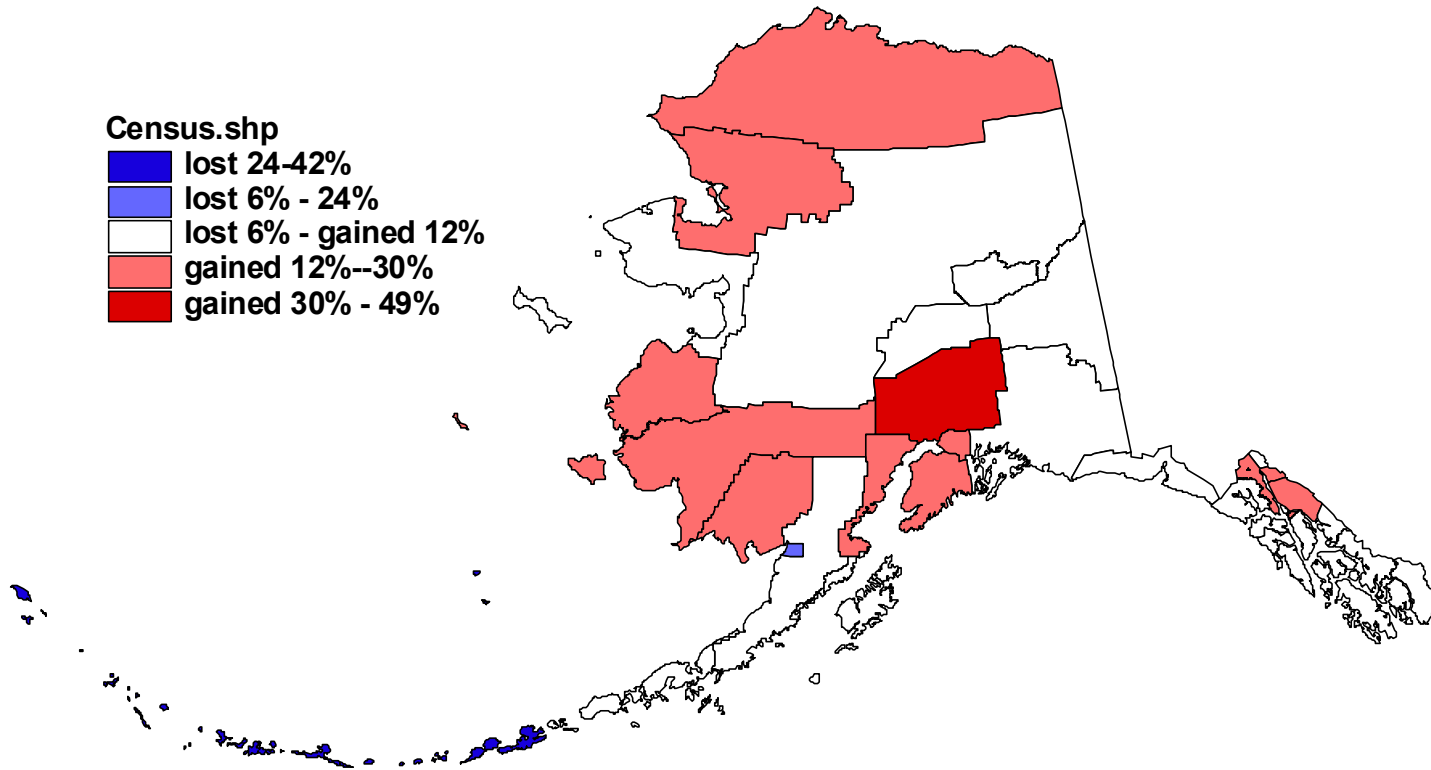 Census.shp
lost 24-42%
lost 6% - 24%
lost 6% - gained 12%
gained 12%--30%
gained 30% - 49%